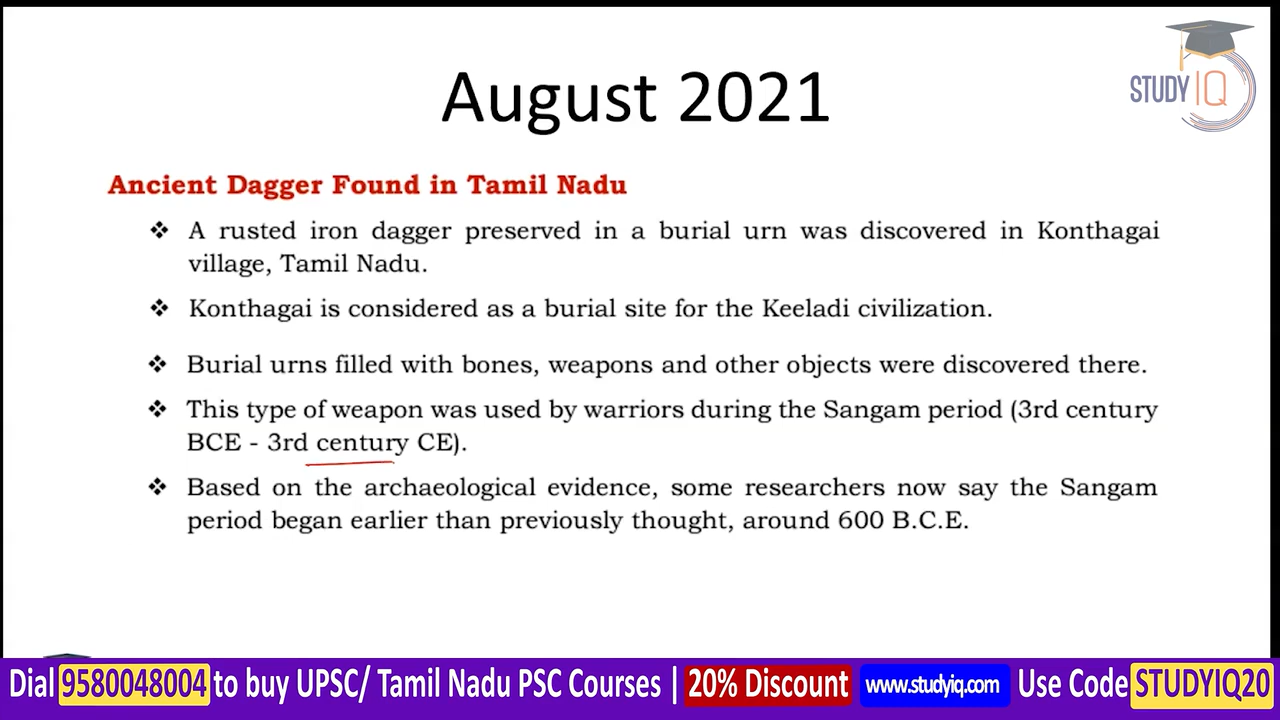 STUDY IQ
August 2021
Ancient Dagger Found in Tamil Nadu
❖ A rusted iron dagger preserved in a burial urn was discovered in Konthagai
village, Tamil Nadu.
❖ Konthagai is considered as a burial site for the Keeladi civilization.
❖ Burial urns filled with bones, weapons and other objects were discovered there.
❖ This type of weapon was used by warriors during the Sangam period (3rd century
BCE - 3rd century CE).
❖ Based on the archaeological evidence, some researchers now say the Sangam
period began earlier than previously thought, around 600 B.C.E.
Dial 9580048004 to buy UPSC/ Tamil Nadu PSC Courses | 20% Discount www.studyiq.com Use Code STUDYIQ20